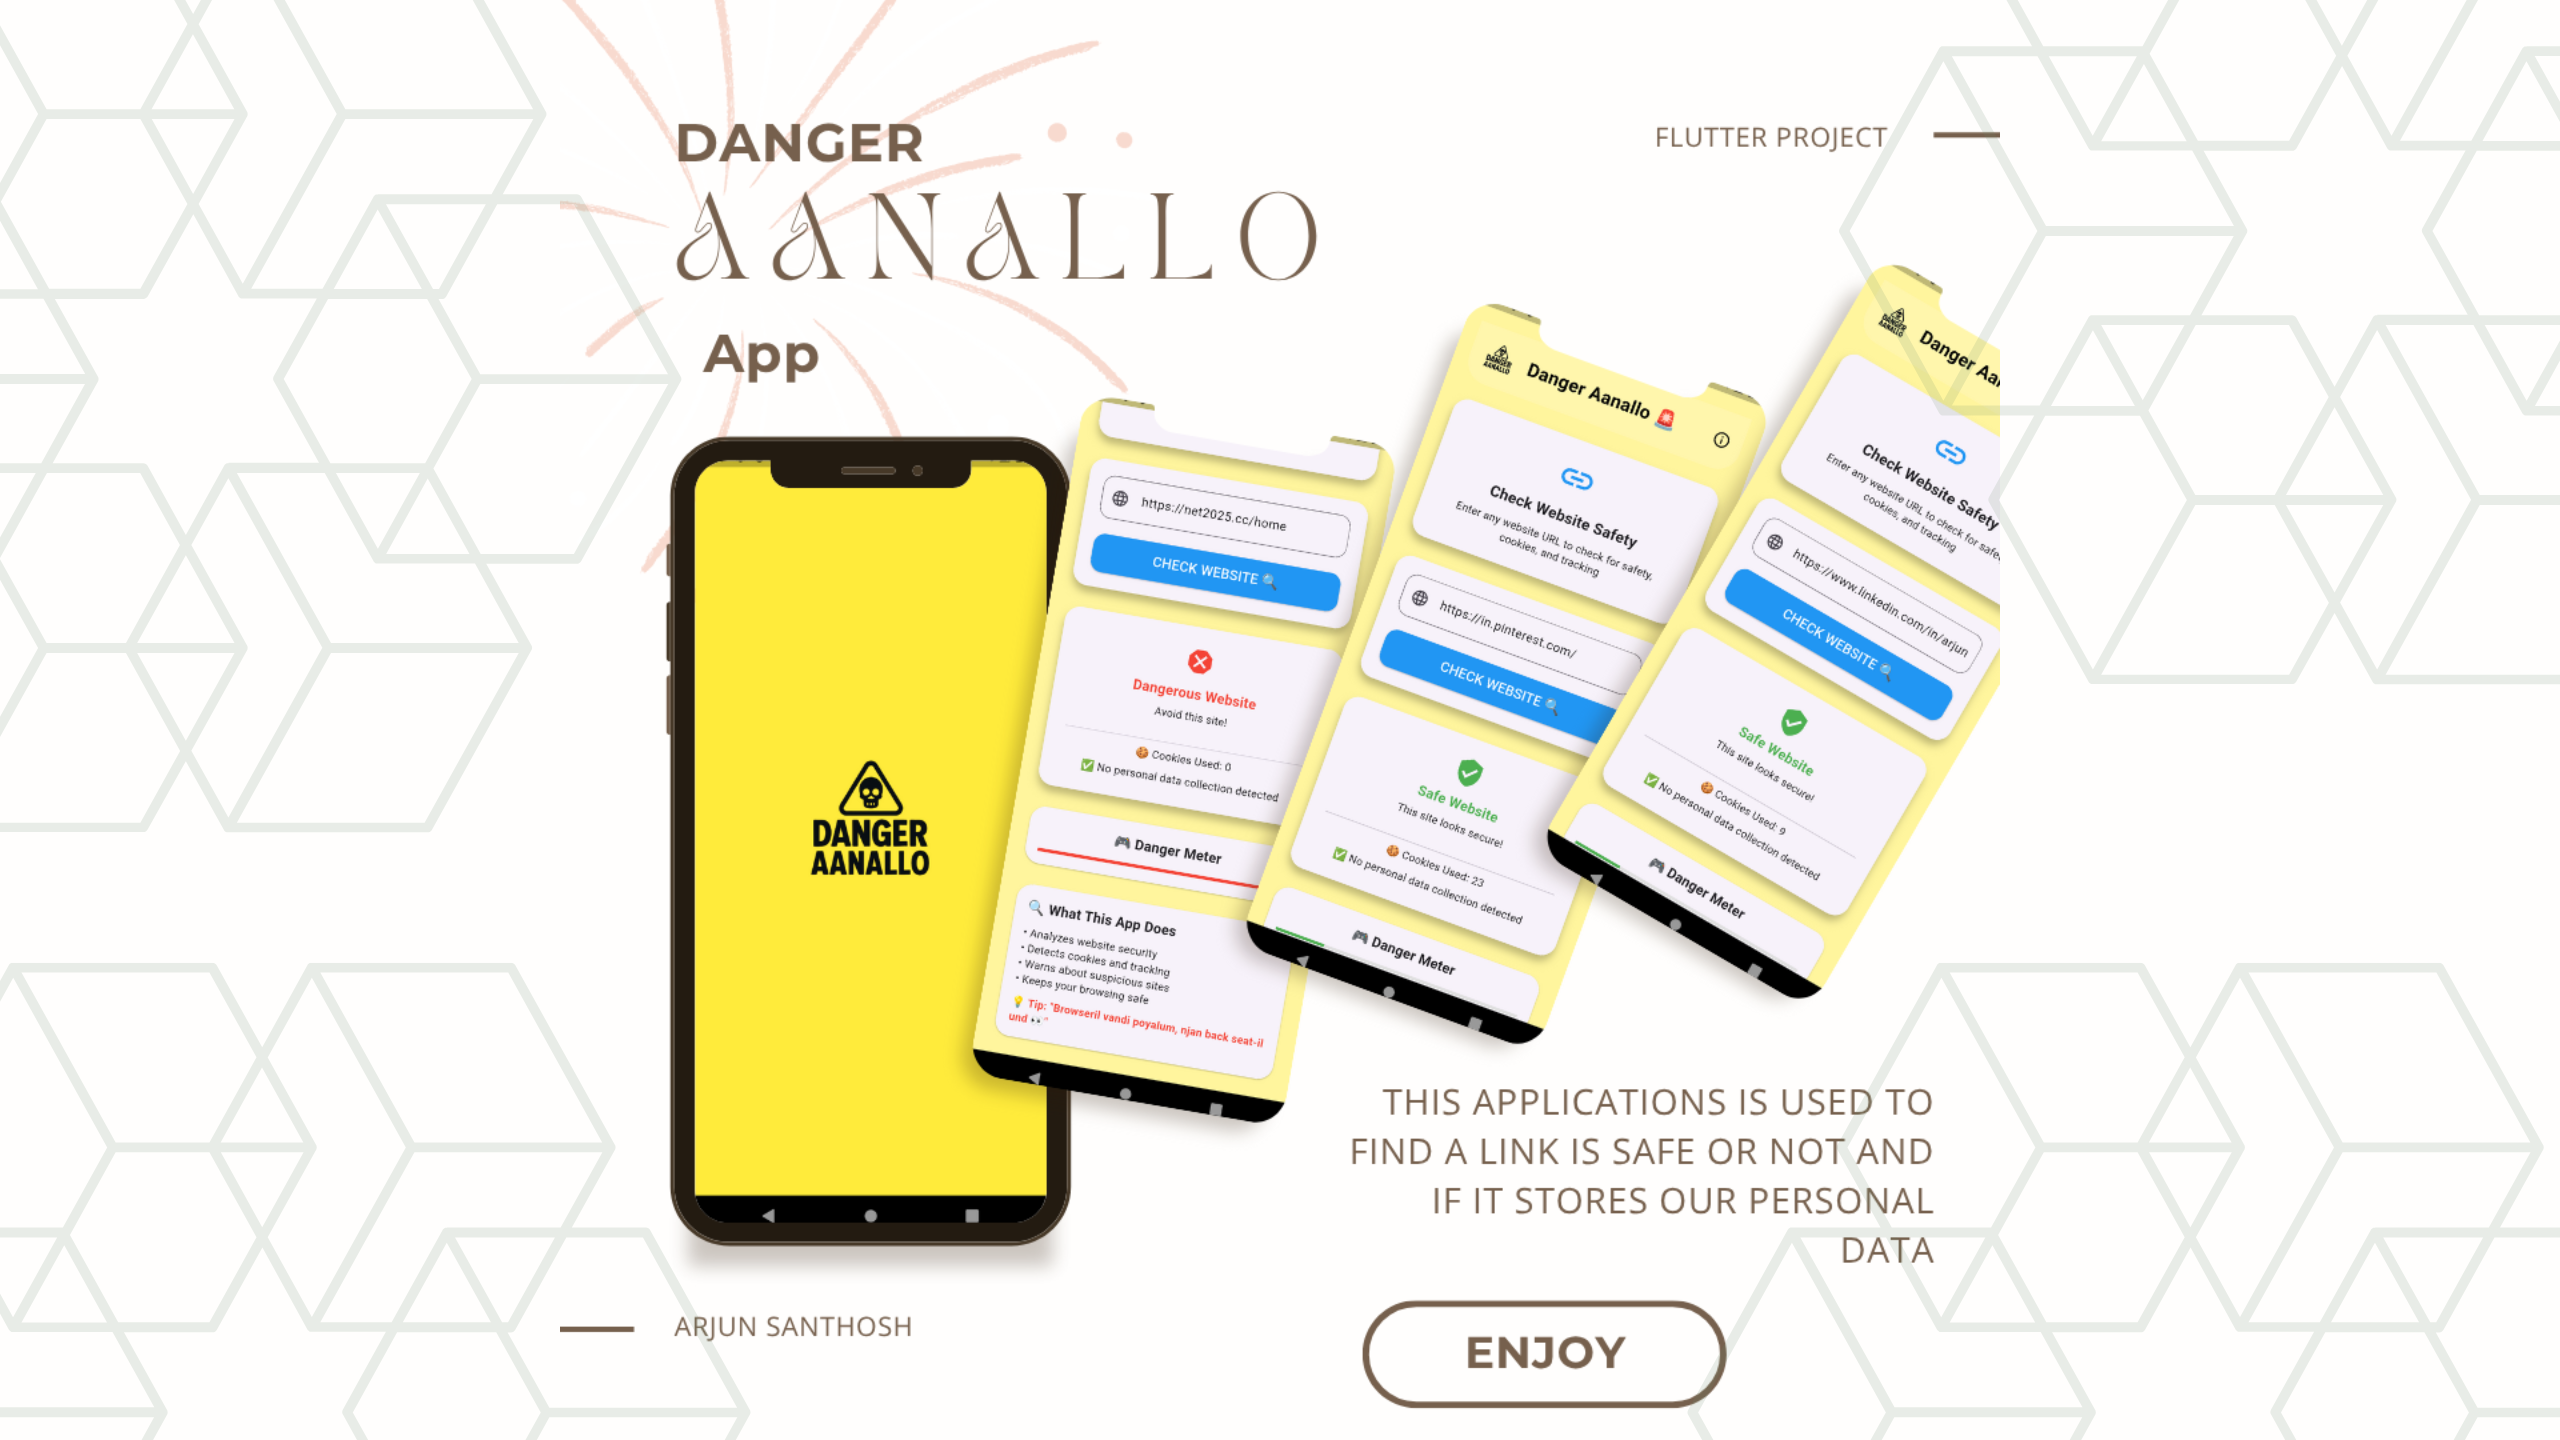 DANGER
AANALLO
App
FLUTTER PROJECT
DANGER
AANALLO
https://net2025.cc/home
CHECK WEBSITE 🔍
Dangerous Website
Avoid this site!
🍪 Cookies Used: 0
✅ No personal data collection detected
🎮 Danger Meter
🔍 What This App Does
• Analyzes website security
• Detects cookies and tracking
• Warns about suspicious sites
• Keeps your browsing safe
💡 Tip: "Browseril vandi poyalum, njan back seat-il
und 👀"
DANGER
AANALLO
Danger Aanallo 🚨
Check Website Safety
Enter any website URL to check for safety,
cookies, and tracking
https://in.pinterest.com/
CHECK WEBSITE 🔍
Safe Website
This site looks secure!
🍪 Cookies Used: 23
✅ No personal data collection detected
🎮 Danger Meter
DANGER
AANALLO
Danger Aa
Check Website Safety
Enter any website URL to check for safe
cookies, and tracking
https://www.linkedin.com/in/arjun
CHECK WEBSITE 🔍
Safe Website
This site looks secure!
🍪 Cookies Used: 9
✅ No personal data collection detected
🎮 Danger Meter
THIS APPLICATIONS IS USED TO
FIND A LINK IS SAFE OR NOT AND
IF IT STORES OUR PERSONAL
DATA
ARJUN SANTHOSH
ENJOY